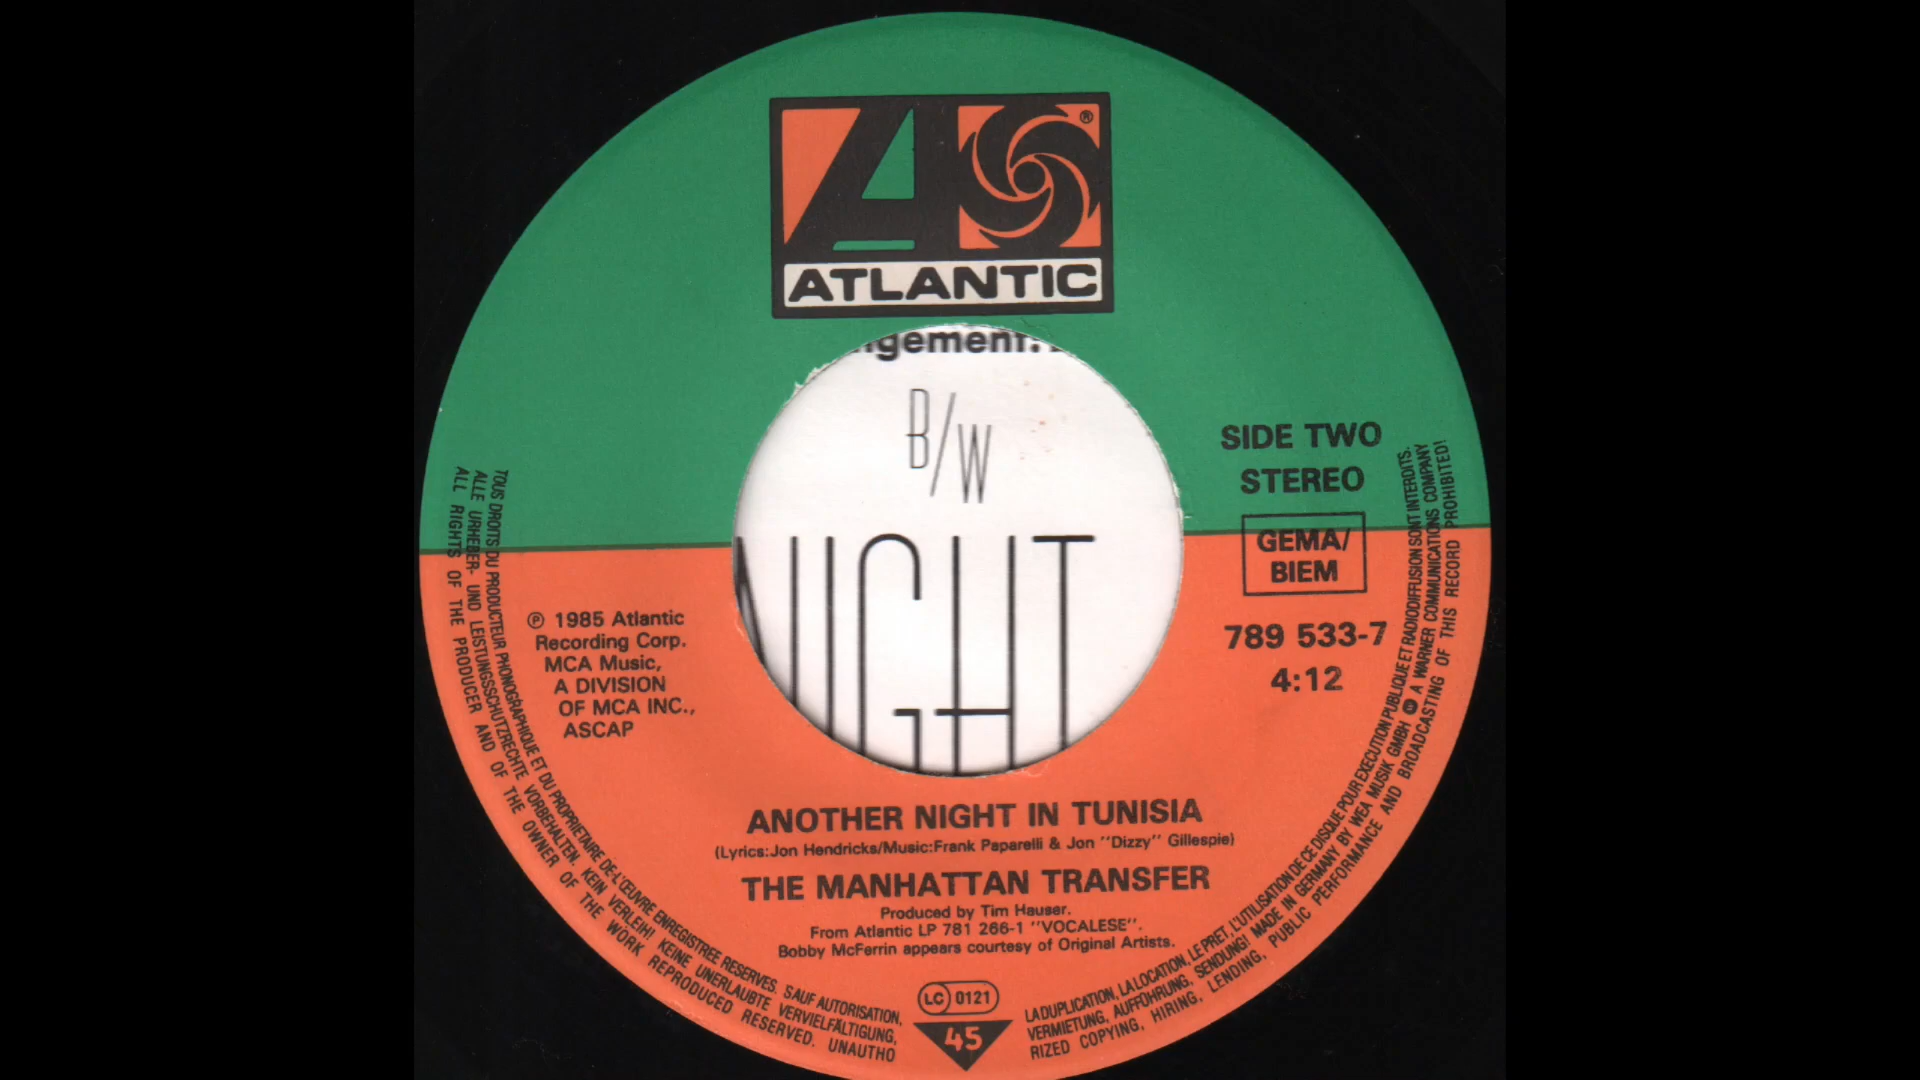 ®
ATLANTIC
B/W
NIGHT
SIDE TWO
STEREO
GEMA/
BIEM
789 533-7
4:12
℗ 1985 Atlantic
Recording Corp.
MCA Music,
A DIVISION
OF MCA INC.,
ASCAP
ANOTHER NIGHT IN TUNISIA
(Lyrics:Jon Hendricks/Music:Frank Paparelli & Jon "Dizzy" Gillespie)
THE MANHATTAN TRANSFER
Produced by Tim Hauser.
From Atlantic LP 781 266-1 "VOCALESE".
Bobby McFerrin appears courtesy of Original Artists.
LC 0121
45
TOUS DROITS DU PRODUCTEUR PHONOGRAPHIQUE ET DU PROPRIETAIRE DE L'ŒUVRE ENREGISTREE RESERVES. SAUF AUTORISATION, LA DUPLICATION, LA LOCATION, LE PRET, L'UTILISATION DE CE DISQUE POUR EXECUTION PUBLIQUE ET RADIODIFFUSION SONT INTERDITS.
ALLE URHEBER- UND LEISTUNGSSCHUTZRECHTE VORBEHALTEN. KEIN VERLEIH! KEINE UNERLAUBTE VERVIELFÄLTIGUNG, VERMIETUNG, AUFFÜHRUNG, SENDUNG! MADE IN GERMANY BY WEA MUSIK GMBH A WARNER COMMUNICATIONS COMPANY
ALL RIGHTS OF THE PRODUCER AND OF THE OWNER OF THE WORK REPRODUCED RESERVED. UNAUTHORIZED COPYING, HIRING, LENDING, PUBLIC PERFORMANCE AND BROADCASTING OF THIS RECORD PROHIBITED!